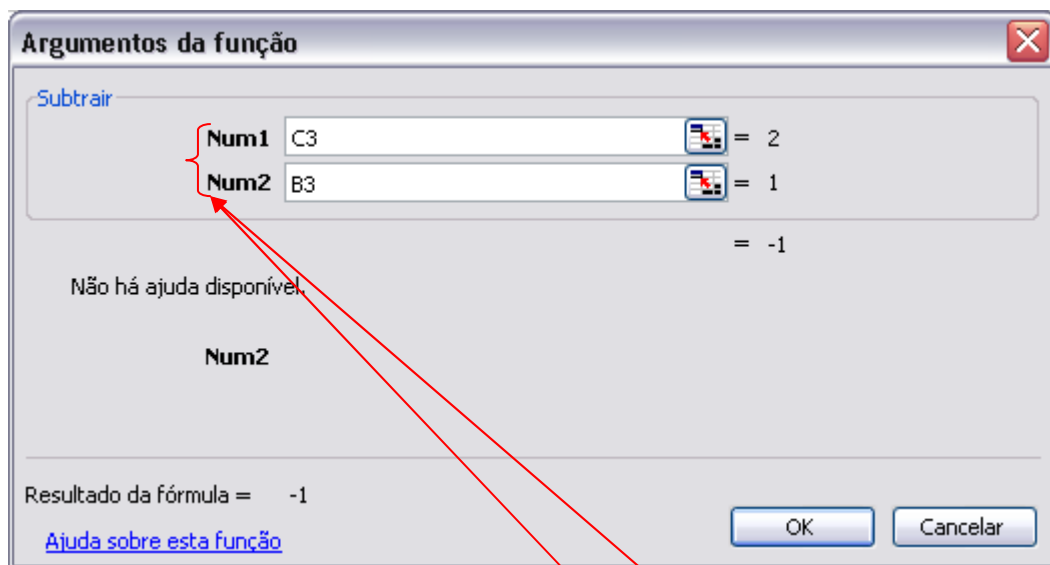 Argumentos da função
Subtrair
Num1 C3 = 2
Num2 B3 = 1
= -1
Não há ajuda disponível.
Num2
Resultado da fórmula = -1
Ajuda sobre esta função
OK Cancelar